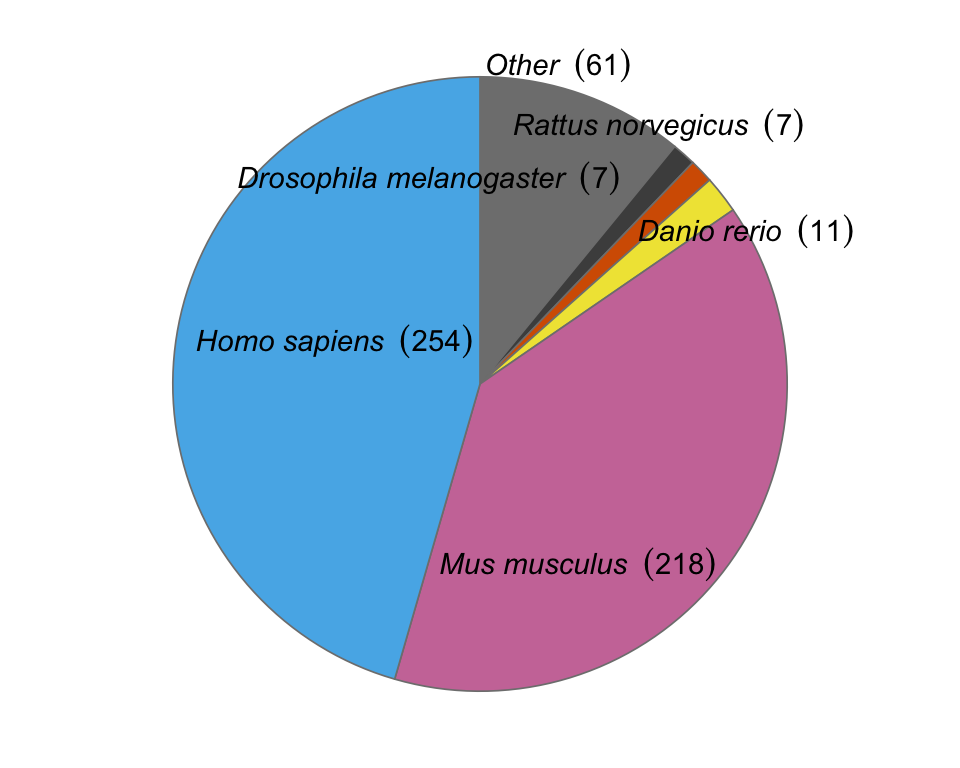 Other (61)
Rattus norvegicus (7)
Drosophila melanogaster (7)
Danio rerio (11)
Homo sapiens (254)
Mus musculus (218)